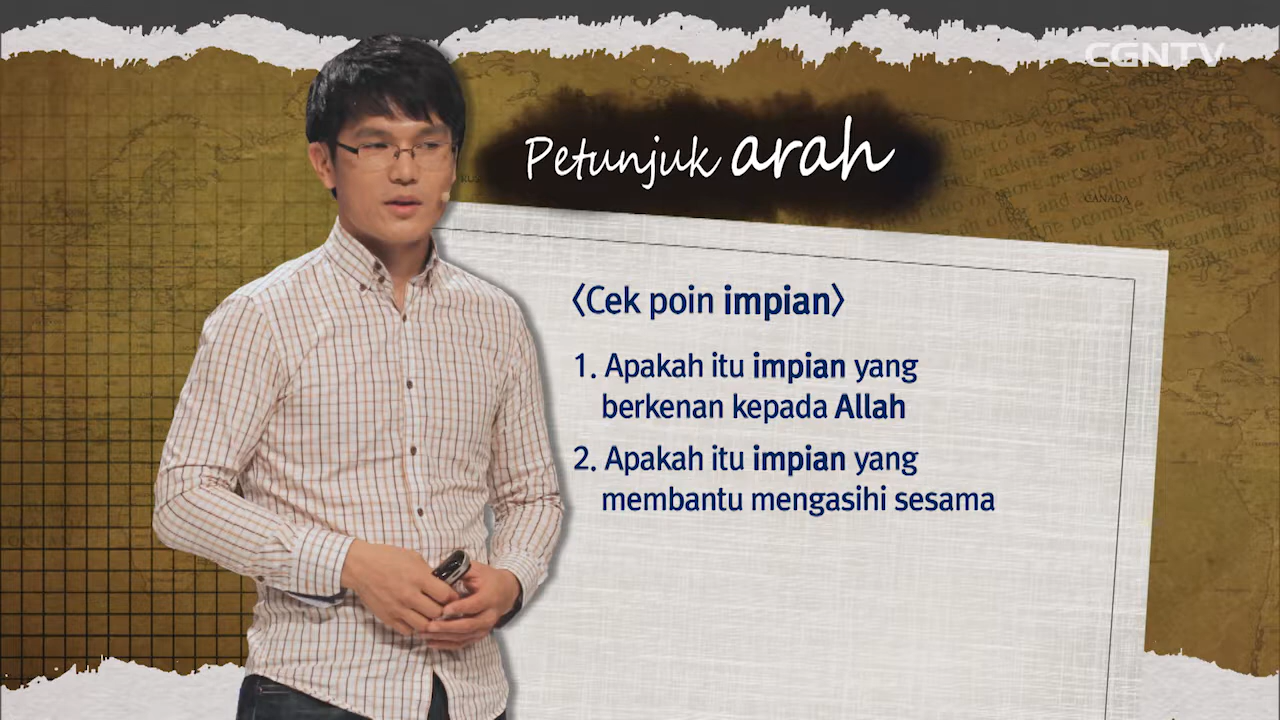 CGNTV
Petunjuk arah
〈Cek poin impian〉
1. Apakah itu impian yang
berkenan kepada Allah
2. Apakah itu impian yang
membantu mengasihi sesama
CANADA